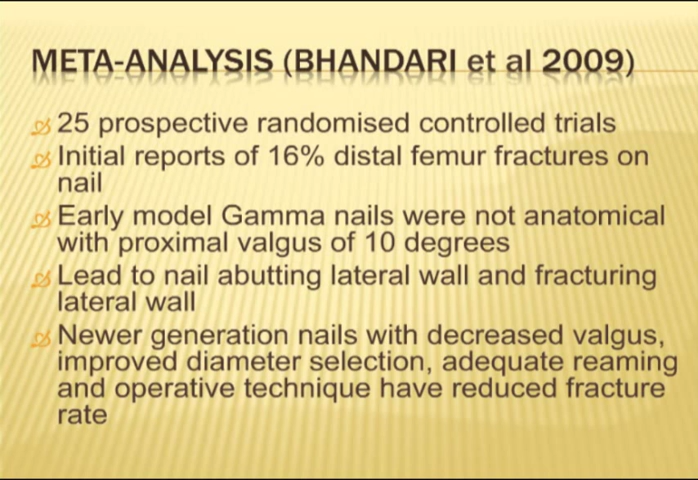 META-ANALYSIS (BHANDARI et al 2009)
25 prospective randomised controlled trials
Initial reports of 16% distal femur fractures on
nail
Early model Gamma nails were not anatomical
with proximal valgus of 10 degrees
Lead to nail abutting lateral wall and fracturing
lateral wall
Newer generation nails with decreased valgus,
improved diameter selection, adequate reaming
and operative technique have reduced fracture
rate